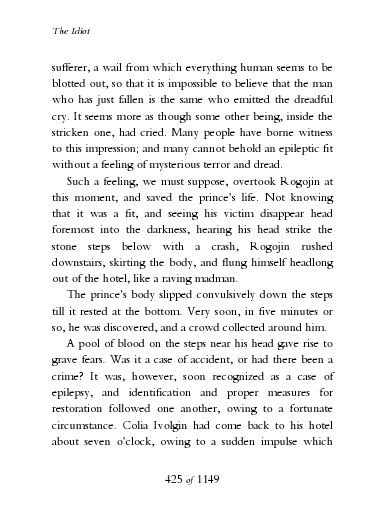 The Idiot
sufferer, a wail from which everything human seems to be
blotted out, so that it is impossible to believe that the man
who has just fallen is the same who emitted the dreadful
cry. It seems more as though some other being, inside the
stricken one, had cried. Many people have borne witness
to this impression; and many cannot behold an epileptic fit
without a feeling of mysterious terror and dread.
Such a feeling, we must suppose, overtook Rogojin at
this moment, and saved the prince's life. Not knowing
that it was a fit, and seeing his victim disappear head
foremost into the darkness, hearing his head strike the
stone steps below with a crash, Rogojin rushed
downstairs, skirting the body, and flung himself headlong
out of the hotel, like a raving madman.
The prince's body slipped convulsively down the steps
till it rested at the bottom. Very soon, in five minutes or
so, he was discovered, and a crowd collected around him.
A pool of blood on the steps near his head gave rise to
grave fears. Was it a case of accident, or had there been a
crime? It was, however, soon recognized as a case of
epilepsy, and identification and proper measures for
restoration followed one another, owing to a fortunate
circumstance. Colia Ivolgin had come back to his hotel
about seven o'clock, owing to a sudden impulse which
425 of 1149